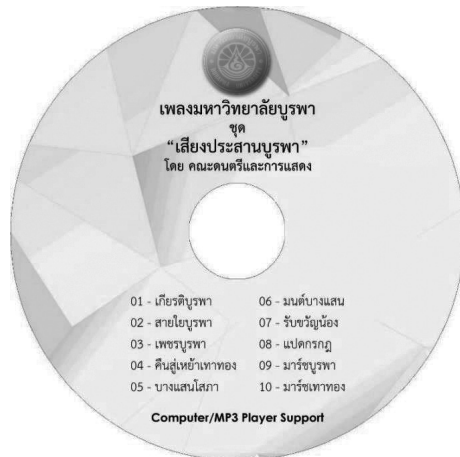 เพลงมหาวิทยาลัยบูรพา
ชุด
“เสียงประสานบูรพา”
โดย คณะดนตรีและการแสดง
01 - เกียรติบูรพา
02 - สายใยบูรพา
03 - เพชรบูรพา
04 - คืนสู่เหย้าเทาทอง
05 - บางแสนโสภา
06 - มนต์บางแสน
07 - รับขวัญน้อง
08 - แปดกรกฎ
09 - มาร์ชบูรพา
10 - มาร์ชเทาทอง
Computer/MP3 Player Support